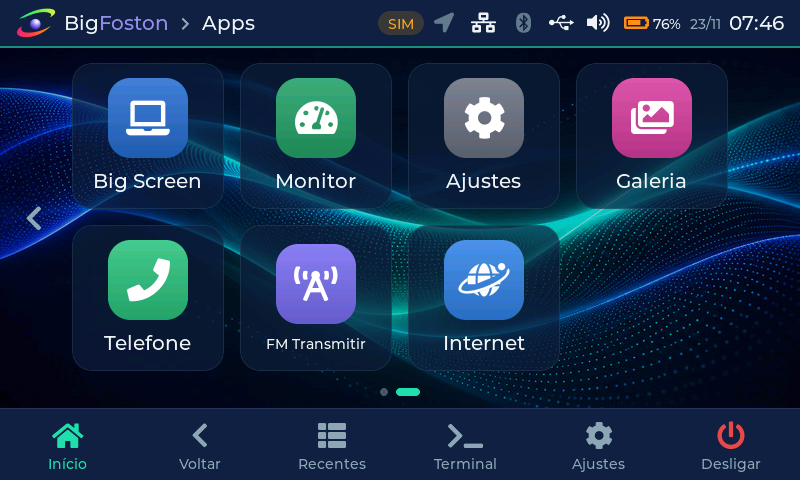 BigFoston > Apps SIM 76% 23/11 07:46
Big Screen Monitor Ajustes Galeria
Telefone FM Transmitir Internet
Início Voltar Recentes Terminal Ajustes Desligar